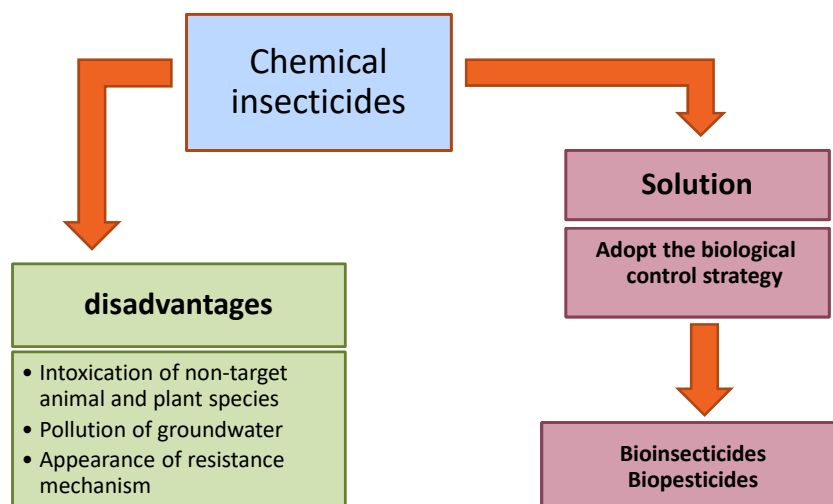 Chemical
insecticides
disadvantages
• Intoxication of non-target
animal and plant species
• Pollution of groundwater
• Appearance of resistance
mechanism
Solution
Adopt the biological
control strategy
Bioinsecticides
Biopesticides